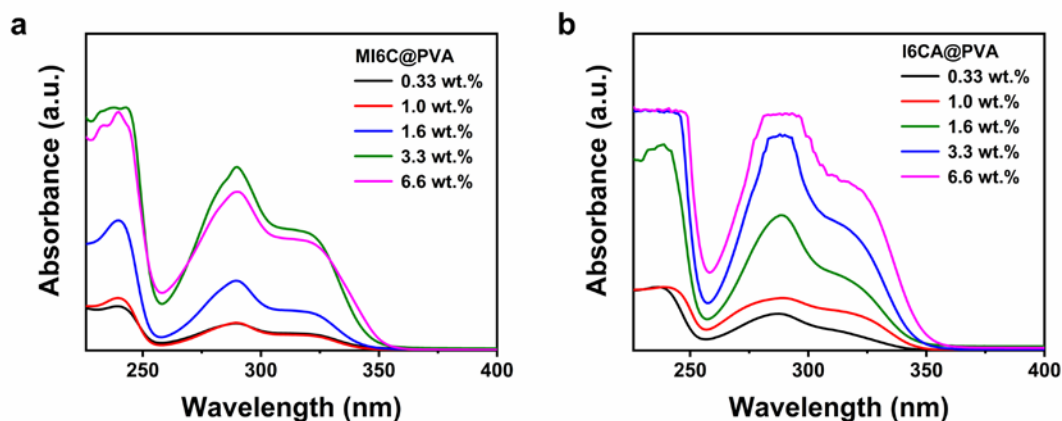 a
MI6C@PVA
0.33 wt.%
1.0 wt.%
1.6 wt.%
3.3 wt.%
6.6 wt.%
Absorbance (a.u.)
250
300
350
400
Wavelength (nm)
b
I6CA@PVA
0.33 wt.%
1.0 wt.%
1.6 wt.%
3.3 wt.%
6.6 wt.%
Absorbance (a.u.)
250
300
350
400
Wavelength (nm)